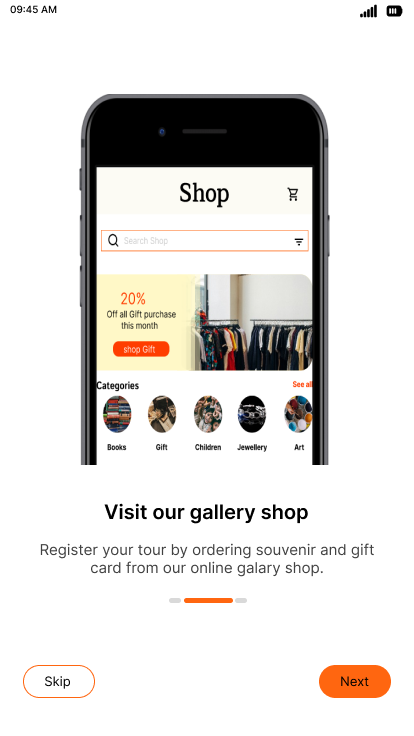 09:45 AM
Shop
Search Shop
20%
Off all Gift purchase
this month
shop Gift
Categories
See all
Books
Gift
Children
Jewellery
Art
Visit our gallery shop
Register your tour by ordering souvenir and gift
card from our online galary shop.
Skip
Next